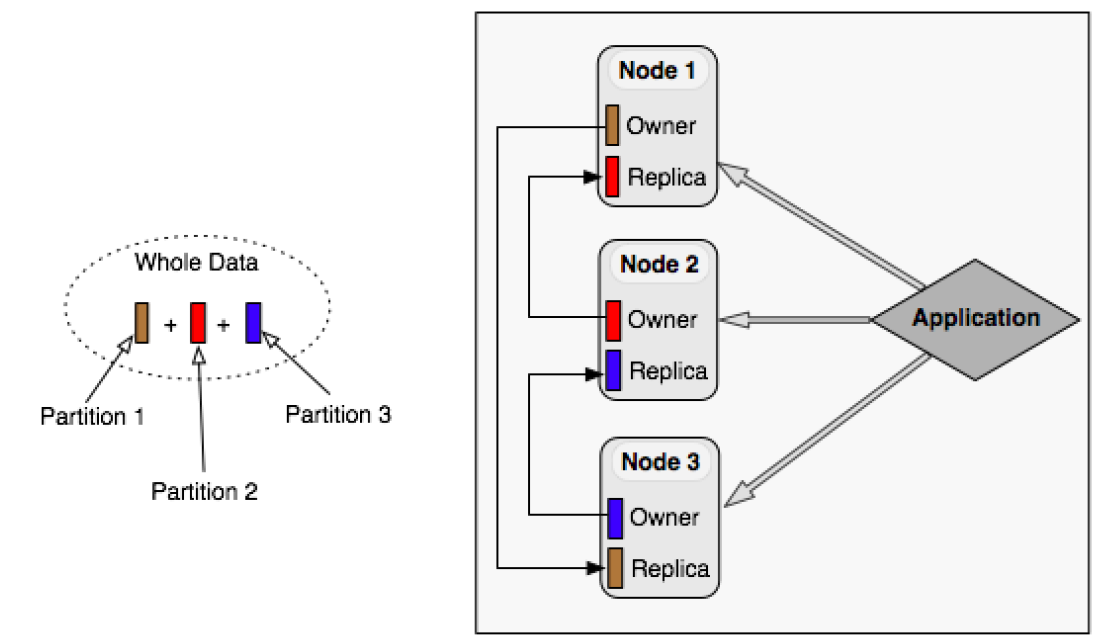 Whole Data
+
+
Partition 1
Partition 3
Partition 2
Node 1
Owner
Replica
Node 2
Owner
Replica
Node 3
Owner
Replica
Application